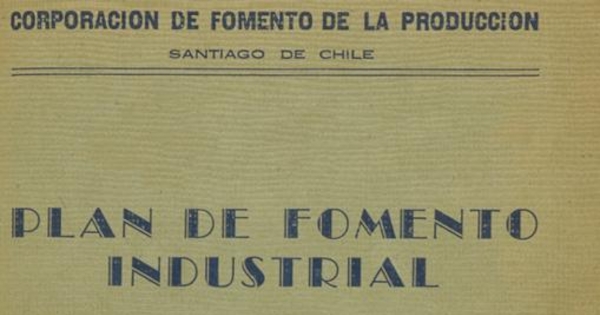 CORPORACION DE FOMENTO DE LA PRODUCCION
SANTIAGO DE CHILE
PLAN DE FOMENTO
INDUSTRIAL